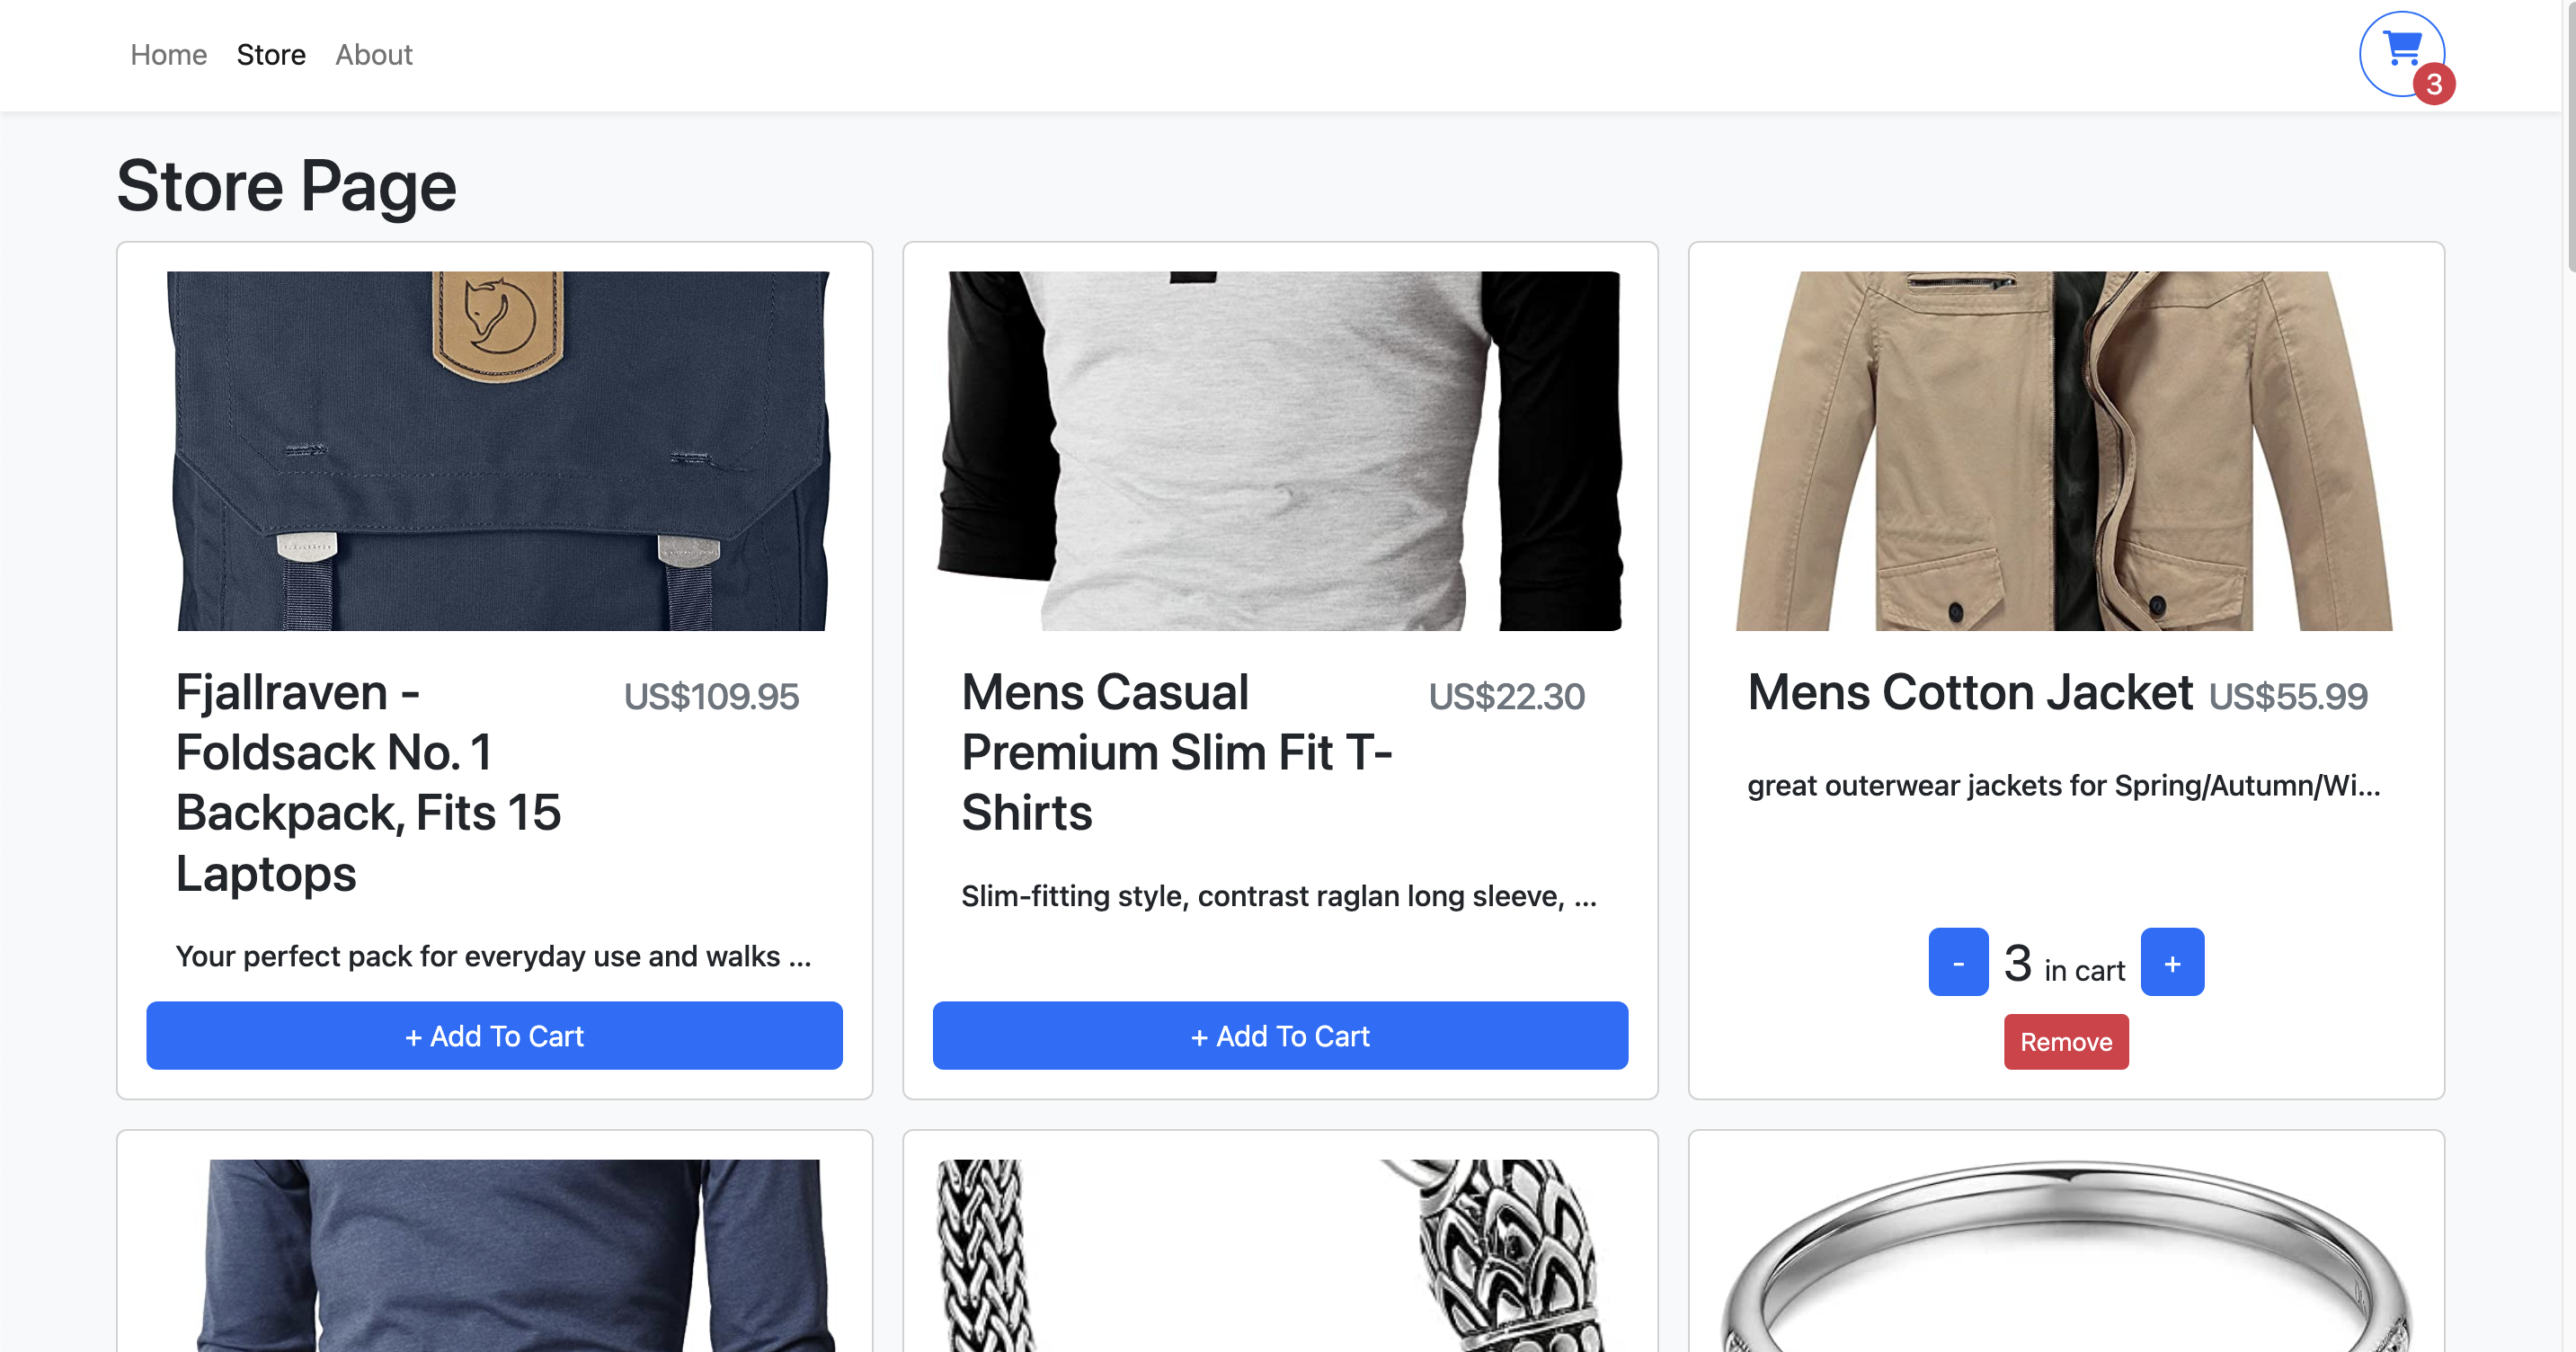 Home Store About
3
Store Page
Fjallraven -
Foldsack No. 1
Backpack, Fits 15
Laptops
US$109.95
Your perfect pack for everyday use and walks ...
+ Add To Cart
Mens Casual
Premium Slim Fit T-
Shirts
US$22.30
Slim-fitting style, contrast raglan long sleeve, ...
+ Add To Cart
Mens Cotton Jacket US$55.99
great outerwear jackets for Spring/Autumn/Wi...
- 3 in cart +
Remove